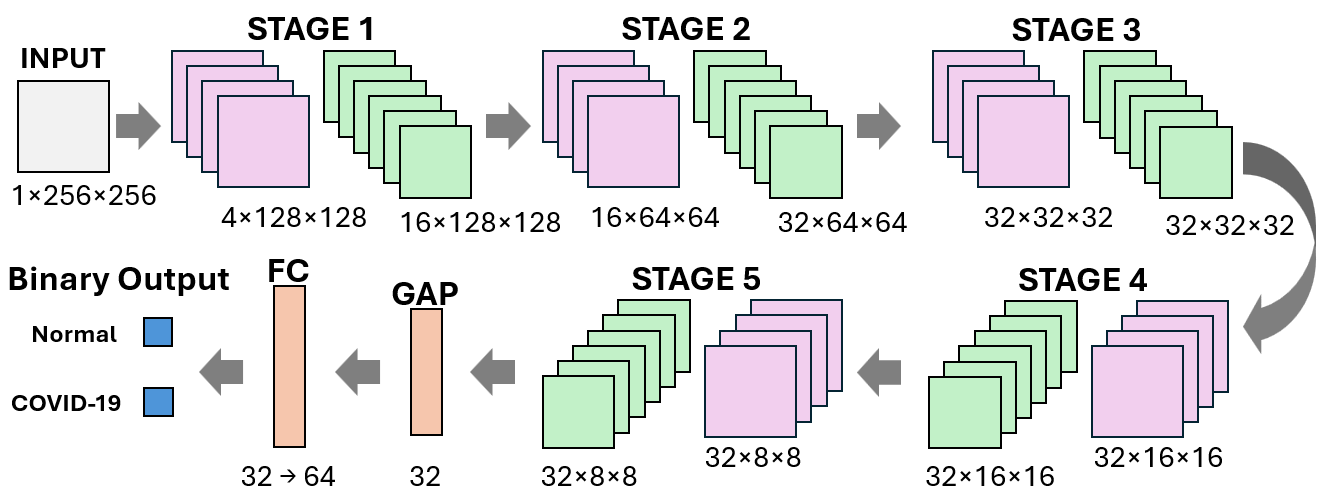 INPUT
1×256×256
STAGE 1
4×128×128
16×128×128
STAGE 2
16×64×64
32×64×64
STAGE 3
32×32×32
32×32×32
STAGE 4
32×16×16
32×16×16
STAGE 5
32×8×8
32×8×8
GAP
32
FC
32 → 64
Binary Output
Normal
COVID-19